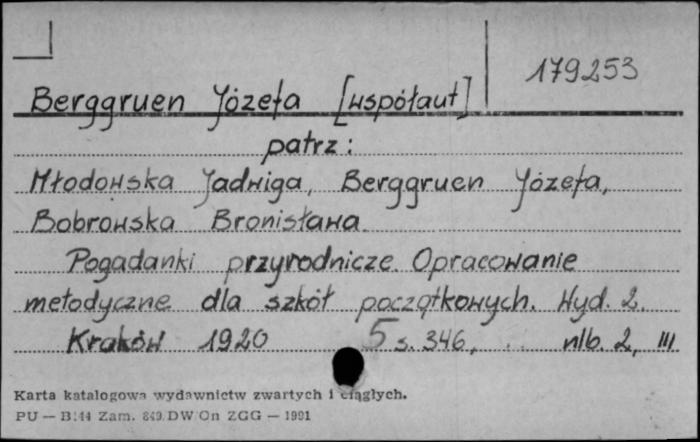 179253
Berggruen Józefa [współaut]
patrz:
Młodowska Jadwiga, Berggruen Józefa,
Bobrowska Bronisława
Pogadanki przyrodnicze. Opracowanie
metodyczne dla szkół początkowych. Wyd. 2.
Kraków 1920 5 s. 346, nlb. 2, III
Karta katalogowa wydawnictw zwartych i ciągłych.
PU — B/44 Zam. 849 DW On ZGG — 1991